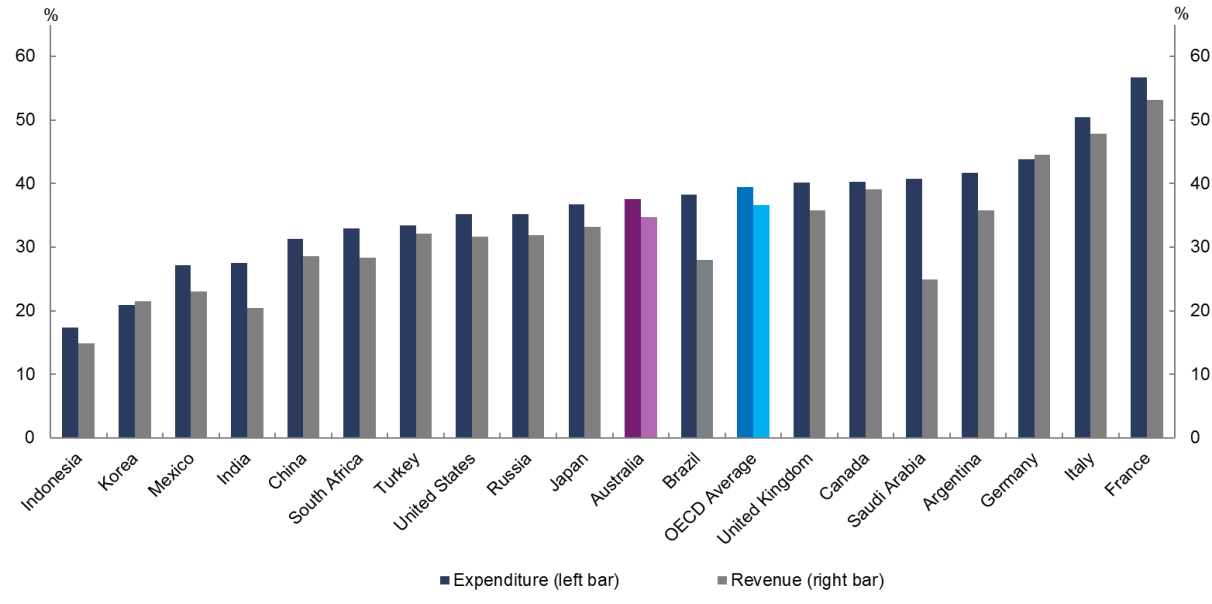 % %
60 60
50 50
40 40
30 30
20 20
10 10
0 0
Indonesia
Korea
Mexico
India
China
South Africa
Turkey
United States
Russia
Japan
Australia
Brazil
OECD Average
United Kingdom
Canada
Saudi Arabia
Argentina
Germany
Italy
France
Expenditure (left bar) Revenue (right bar)